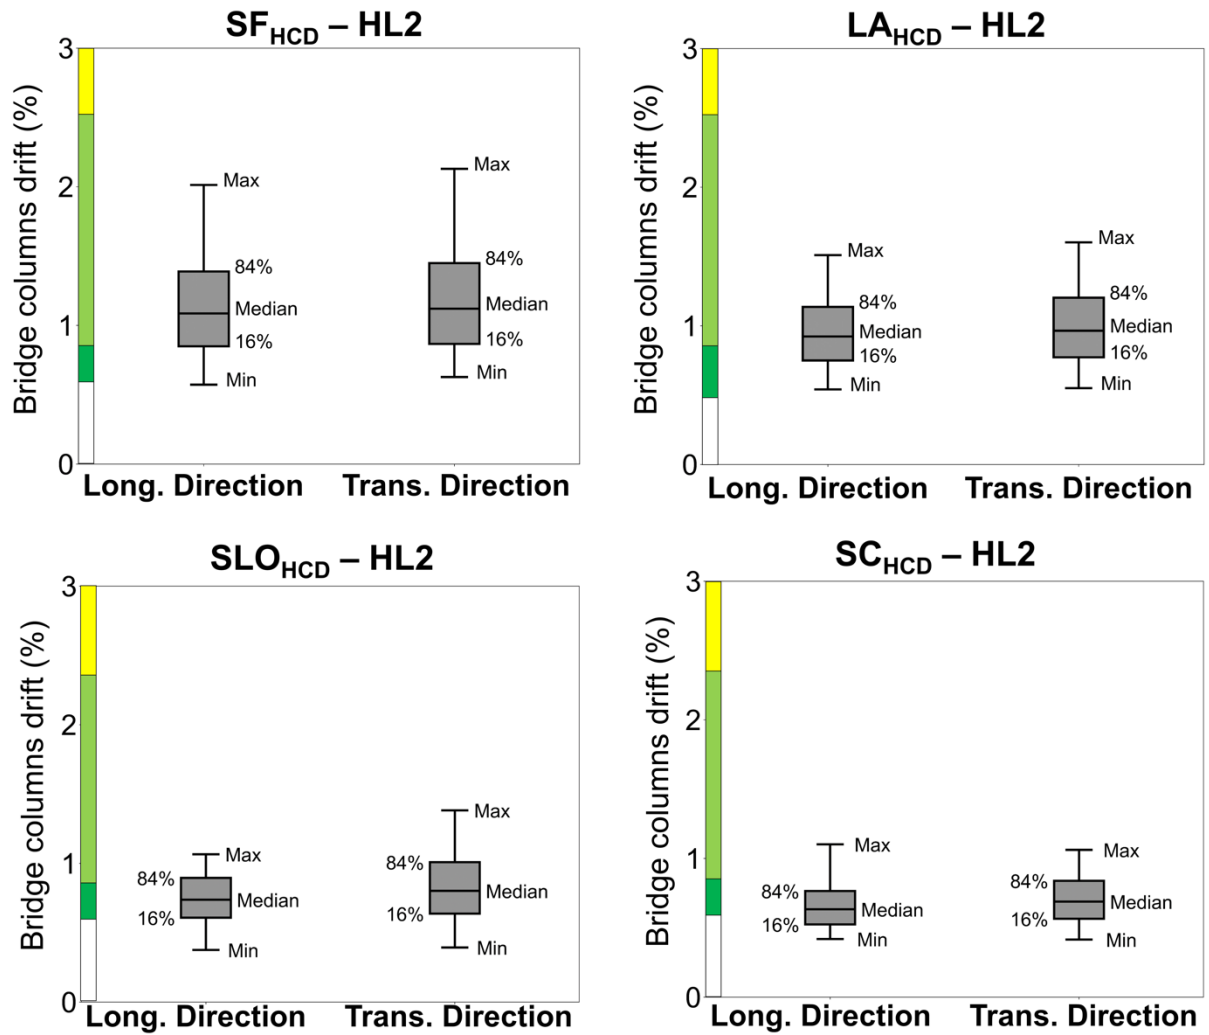 SF_HCD – HL2
Bridge columns drift (%)
3
2
1
0
Max
84%
Median
16%
Min
Max
84%
Median
16%
Min
Long. Direction Trans. Direction
LA_HCD – HL2
Bridge columns drift (%)
3
2
1
0
Max
84%
Median
16%
Min
Max
84%
Median
16%
Min
Long. Direction Trans. Direction
SLO_HCD – HL2
Bridge columns drift (%)
3
2
1
0
Max
84%
Median
16%
Min
Max
84%
Median
16%
Min
Long. Direction Trans. Direction
SC_HCD – HL2
Bridge columns drift (%)
3
2
1
0
Max
84%
Median
16%
Min
Max
84%
Median
16%
Min
Long. Direction Trans. Direction